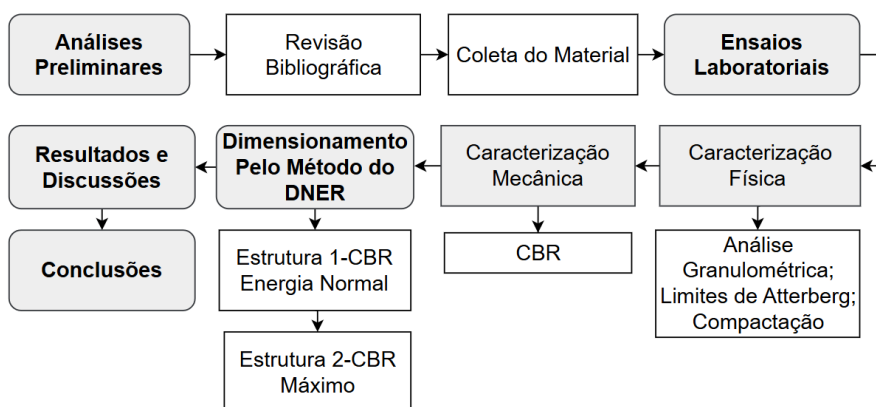 Análises
Preliminares
Revisão
Bibliográfica
Coleta do Material
Ensaios
Laboratoriais
Resultados e
Discussões
Dimensionamento
Pelo Método do
DNER
Caracterização
Mecânica
Caracterização
Física
Conclusões
Estrutura 1-CBR
Energia Normal
CBR
Análise
Granulométrica;
Limites de Atterberg;
Compactação
Estrutura 2-CBR
Máximo